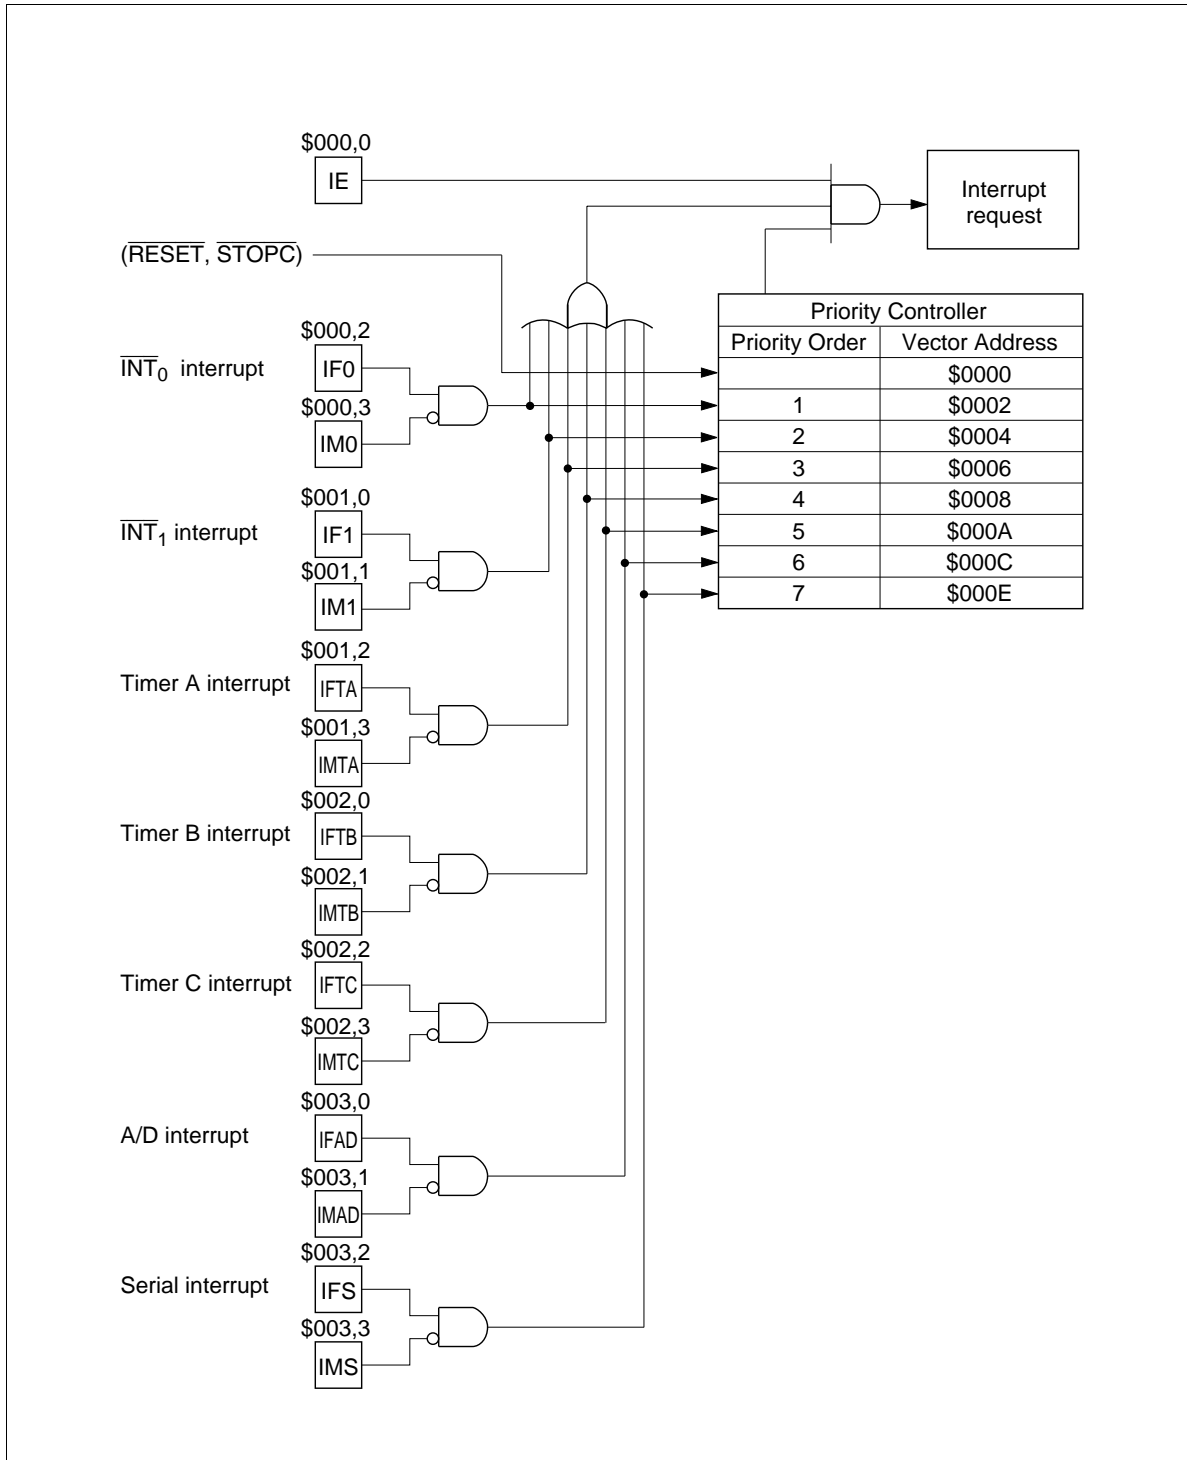 $000,0
IE
Interrupt
request
(RESET, STOPC)
Priority Controller
Priority Order Vector Address
$0000
1 $0002
2 $0004
3 $0006
4 $0008
5 $000A
6 $000C
7 $000E
$000,2
INT0 interrupt
IF0
$000,3
IM0
$001,0
INT1 interrupt
IF1
$001,1
IM1
$001,2
Timer A interrupt
IFTA
$001,3
IMTA
$002,0
Timer B interrupt
IFTB
$002,1
IMTB
$002,2
Timer C interrupt
IFTC
$002,3
IMTC
$003,0
A/D interrupt
IFAD
$003,1
IMAD
$003,2
Serial interrupt
IFS
$003,3
IMS